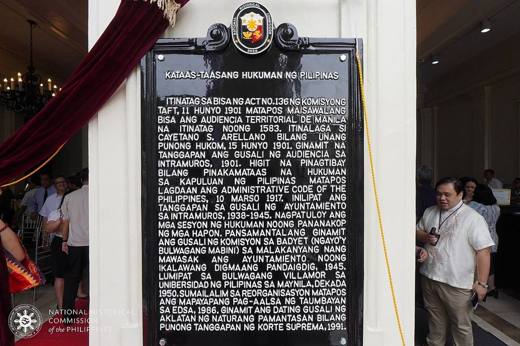 KATAAS-TAASANG HUKUMAN NG PILIPINAS
ITINATAG SA BISA NG ACT NO. 136 NG KOMISYONG
TAFT, 11 HUNYO 1901 MATAPOS MAISAWALANG
BISA ANG AUDIENCIA TERRITORIAL DE MANILA
NA ITINATAG NOONG 1583. ITINALAGA SI
CAYETANO S. ARELLANO BILANG UNANG
PUNONG HUKOM, 15 HUNYO 1901. GINAMIT NA
TANGGAPAN ANG GUSALI NG AUDIENCIA SA
INTRAMUROS, 1901. HIGIT NA PINAGTIBAY
BILANG PINAKAMATAAS NA HUKUMAN
SA KAPULUAN NG PILIPINAS MATAPOS
LAGDAAN ANG ADMINISTRATIVE CODE OF THE
PHILIPPINES, 10 MARSO 1917. INILIPAT ANG
TANGGAPAN SA GUSALI NG AYUNTAMIENTO
SA INTRAMUROS, 1938-1945. NAGPATULOY ANG
MGA SESYON NG HUKUMAN NOONG PANANAKOP
NG MGA HAPON. PANSAMANTALANG GINAMIT
ANG GUSALI NG KOMISYON SA BADYET (NGAYO'Y
BULWAGANG MABINI) SA MALAKANYANG NANG
MAWASAK ANG AYUNTAMIENTO NOONG
IKALAWANG DIGMAANG PANDAIGDIG, 1945.
LUMIPAT SA BULWAGANG VILLAMOR SA
UNIBERSIDAD NG PILIPINAS SA MAYNILA, DEKADA
1950. SUMAILALIM SA REORGANISASYON MATAPOS
ANG MAPAYAPANG PAG-AALSA NG TAUMBAYAN
SA EDSA, 1986. GINAMIT ANG DATING GUSALI NG
AKLATAN NG NATURANG PAMANTASAN BILANG
PUNONG TANGGAPAN NG KORTE SUPREMA, 1991.
NATIONAL HISTORICAL
COMMISSION
OF THE PHILIPPINES